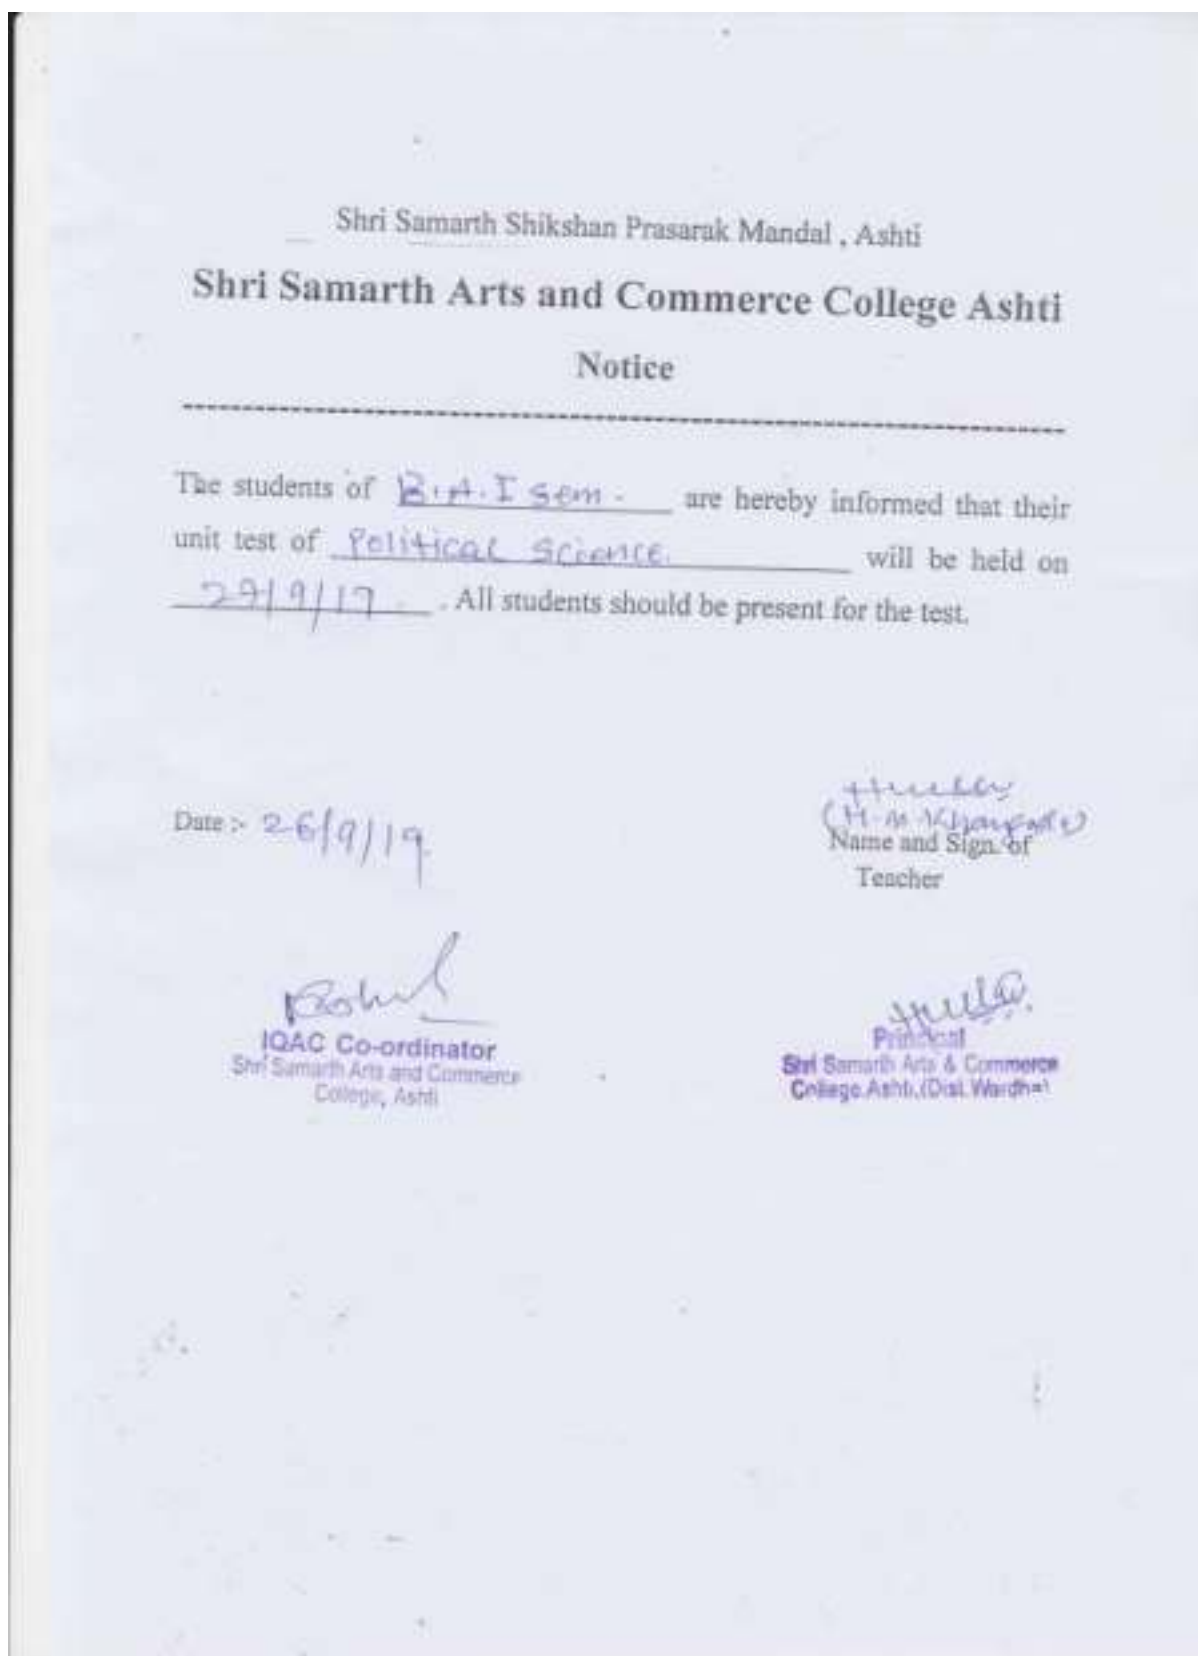 Shri Samarth Shikshan Prasarak Mandal , Ashti
Shri Samarth Arts and Commerce College Ashti
Notice
The students of B.A. I sem. are hereby informed that their
unit test of Political Science. will be held on
29/9/17 . All students should be present for the test.
Date :- 26/9/19
(H.M.
Name and Sign. of
Teacher
IQAC Co-ordinator
Shri Samarth Arts and Commerce
College, Ashti
Principal
Shri Samarth Arts & Commerce
College.Ashti.(Dist.Wardha)